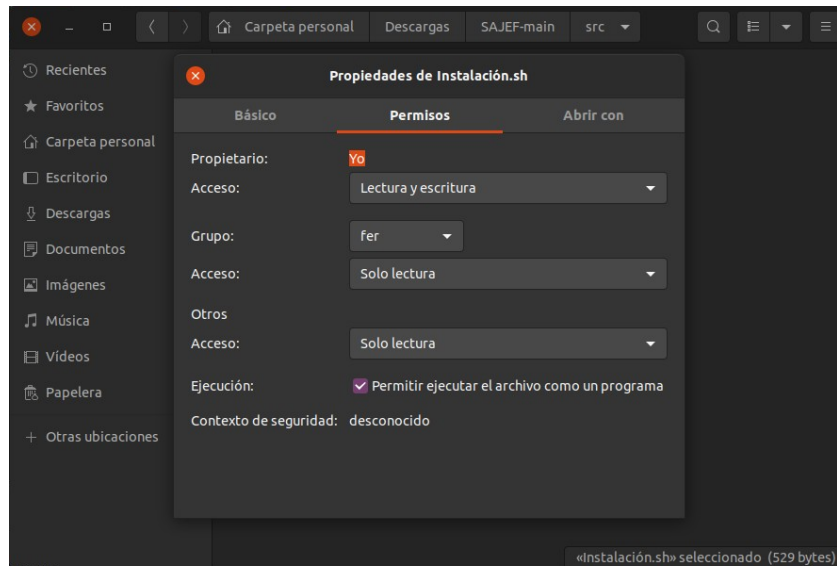 Carpeta personal Descargas SAJEF-main src
Recientes
Favoritos
Carpeta personal
Escritorio
Descargas
Documentos
Imágenes
Música
Vídeos
Papelera
+ Otras ubicaciones
Propiedades de Instalación.sh
Básico Permisos Abrir con
Propietario: Yo
Acceso: Lectura y escritura
Grupo: fer
Acceso: Solo lectura
Otros
Acceso: Solo lectura
Ejecución: Permitir ejecutar el archivo como un programa
Contexto de seguridad: desconocido
«Instalación.sh» seleccionado (529 bytes)